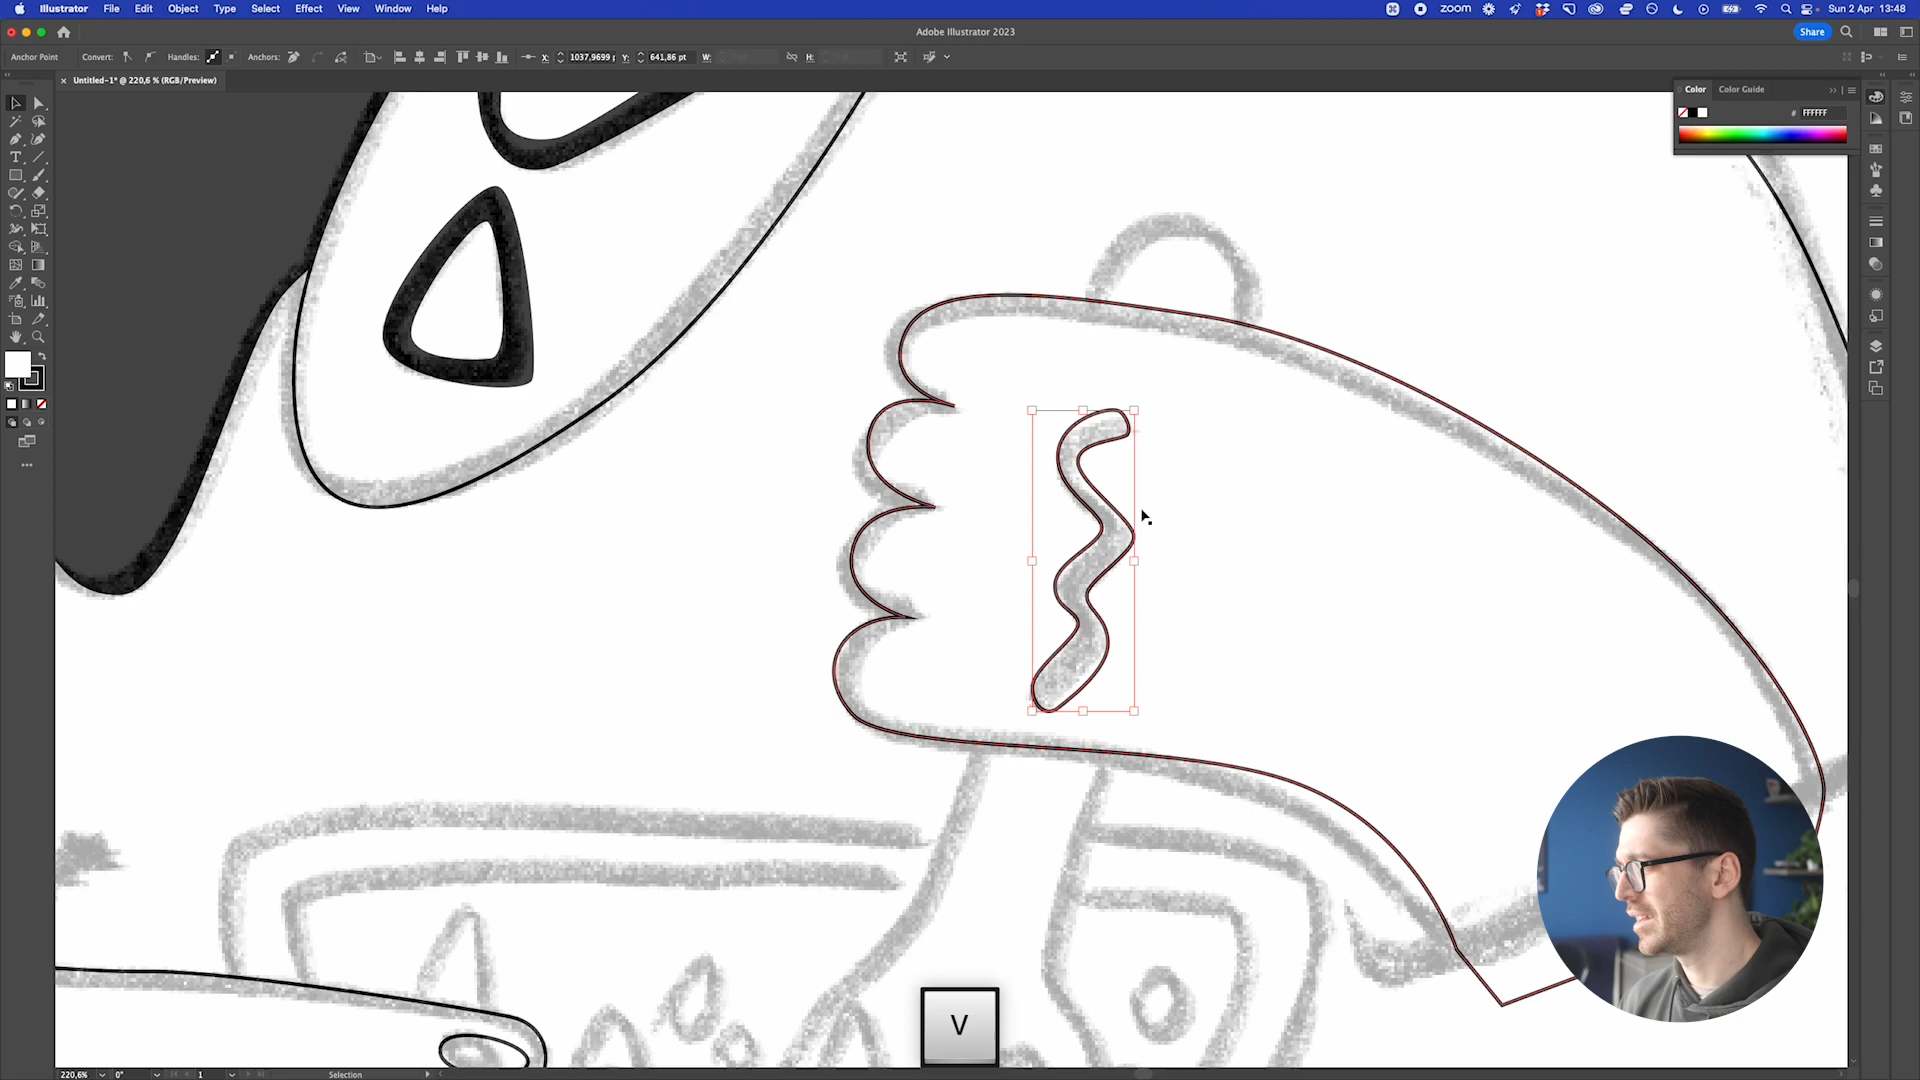 Illustrator File Edit Object Type Select Effect View Window Help
zoom Sun 2 Apr 13:48
Adobe Illustrator 2023
Share
Anchor Point Convert: Handles: Anchors: X: 1037,9699 Y: 641,86 pt W: H:
Untitled-1* @ 220,6 % (RGB/Preview)
Color Color Guide
# FFFFFF
V
220,6% 0° 1 Selection